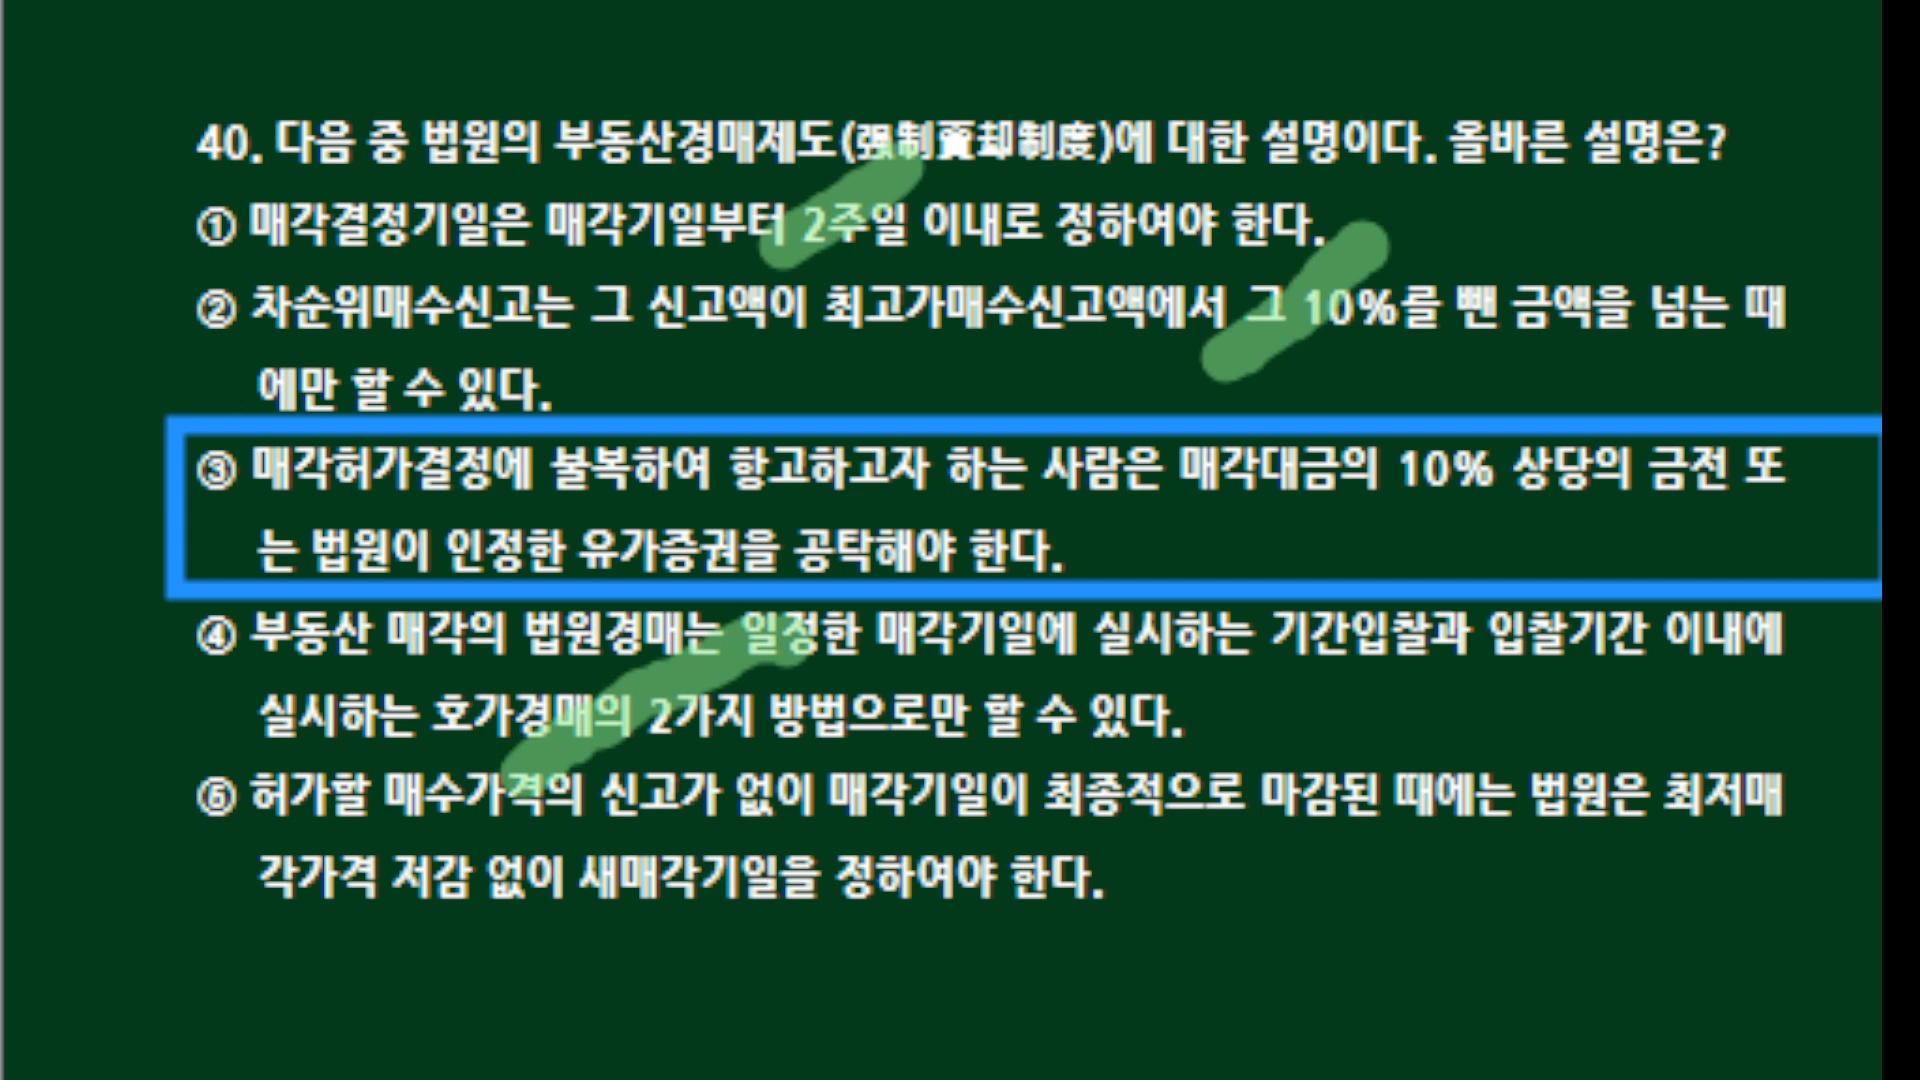 40. 다음 중 법원의 부동산경매제도(强制賣却制度)에 대한 설명이다. 올바른 설명은?
① 매각결정기일은 매각기일부터 2주일 이내로 정하여야 한다.
② 차순위매수신고는 그 신고액이 최고가매수신고액에서 그 10%를 뺀 금액을 넘는 때
에만 할 수 있다.
③ 매각허가결정에 불복하여 항고하고자 하는 사람은 매각대금의 10% 상당의 금전 또
는 법원이 인정한 유가증권을 공탁해야 한다.
④ 부동산 매각의 법원경매는 일정한 매각기일에 실시하는 기간입찰과 입찰기간 이내에
실시하는 호가경매의 2가지 방법으로만 할 수 있다.
⑤ 허가할 매수가격의 신고가 없이 매각기일이 최종적으로 마감된 때에는 법원은 최저매
각가격 저감 없이 새매각기일을 정하여야 한다.